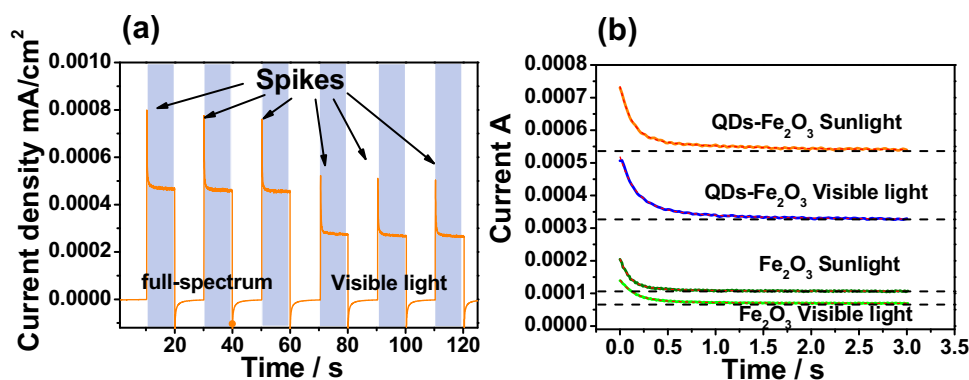 (a)
Current density mA/cm²
0.0010
0.0008
0.0006
0.0004
0.0002
0.0000
Spikes
full-spectrum
Visible light
20 40 60 80 100 120
Time / s
(b)
Current A
0.0007
0.0006
0.0005
0.0004
0.0003
0.0002
0.0001
0.0000
QDs-Fe₂O₃ Sunlight
QDs-Fe₂O₃ Visible light
Fe₂O₃ Sunlight
Fe₂O₃ Visible light
0.0 0.5 1.0 1.5 2.0 2.5 3.0 3.5
Time / s